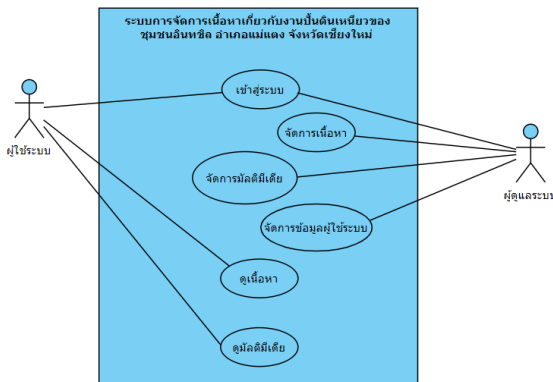 ระบบการจัดการเนื้อหาเกี่ยวกับงานปั้นดินเหนียวของ
ชุมชนอินทขิล อำเภอแม่แตง จังหวัดเชียงใหม่
เข้าสู่ระบบ
จัดการเนื้อหา
ผู้ใช้ระบบ
จัดการมัลติมีเดีย
ผู้ดูแลระบบ
จัดการข้อมูลผู้ใช้ระบบ
ดูเนื้อหา
ดูมัลติมีเดีย